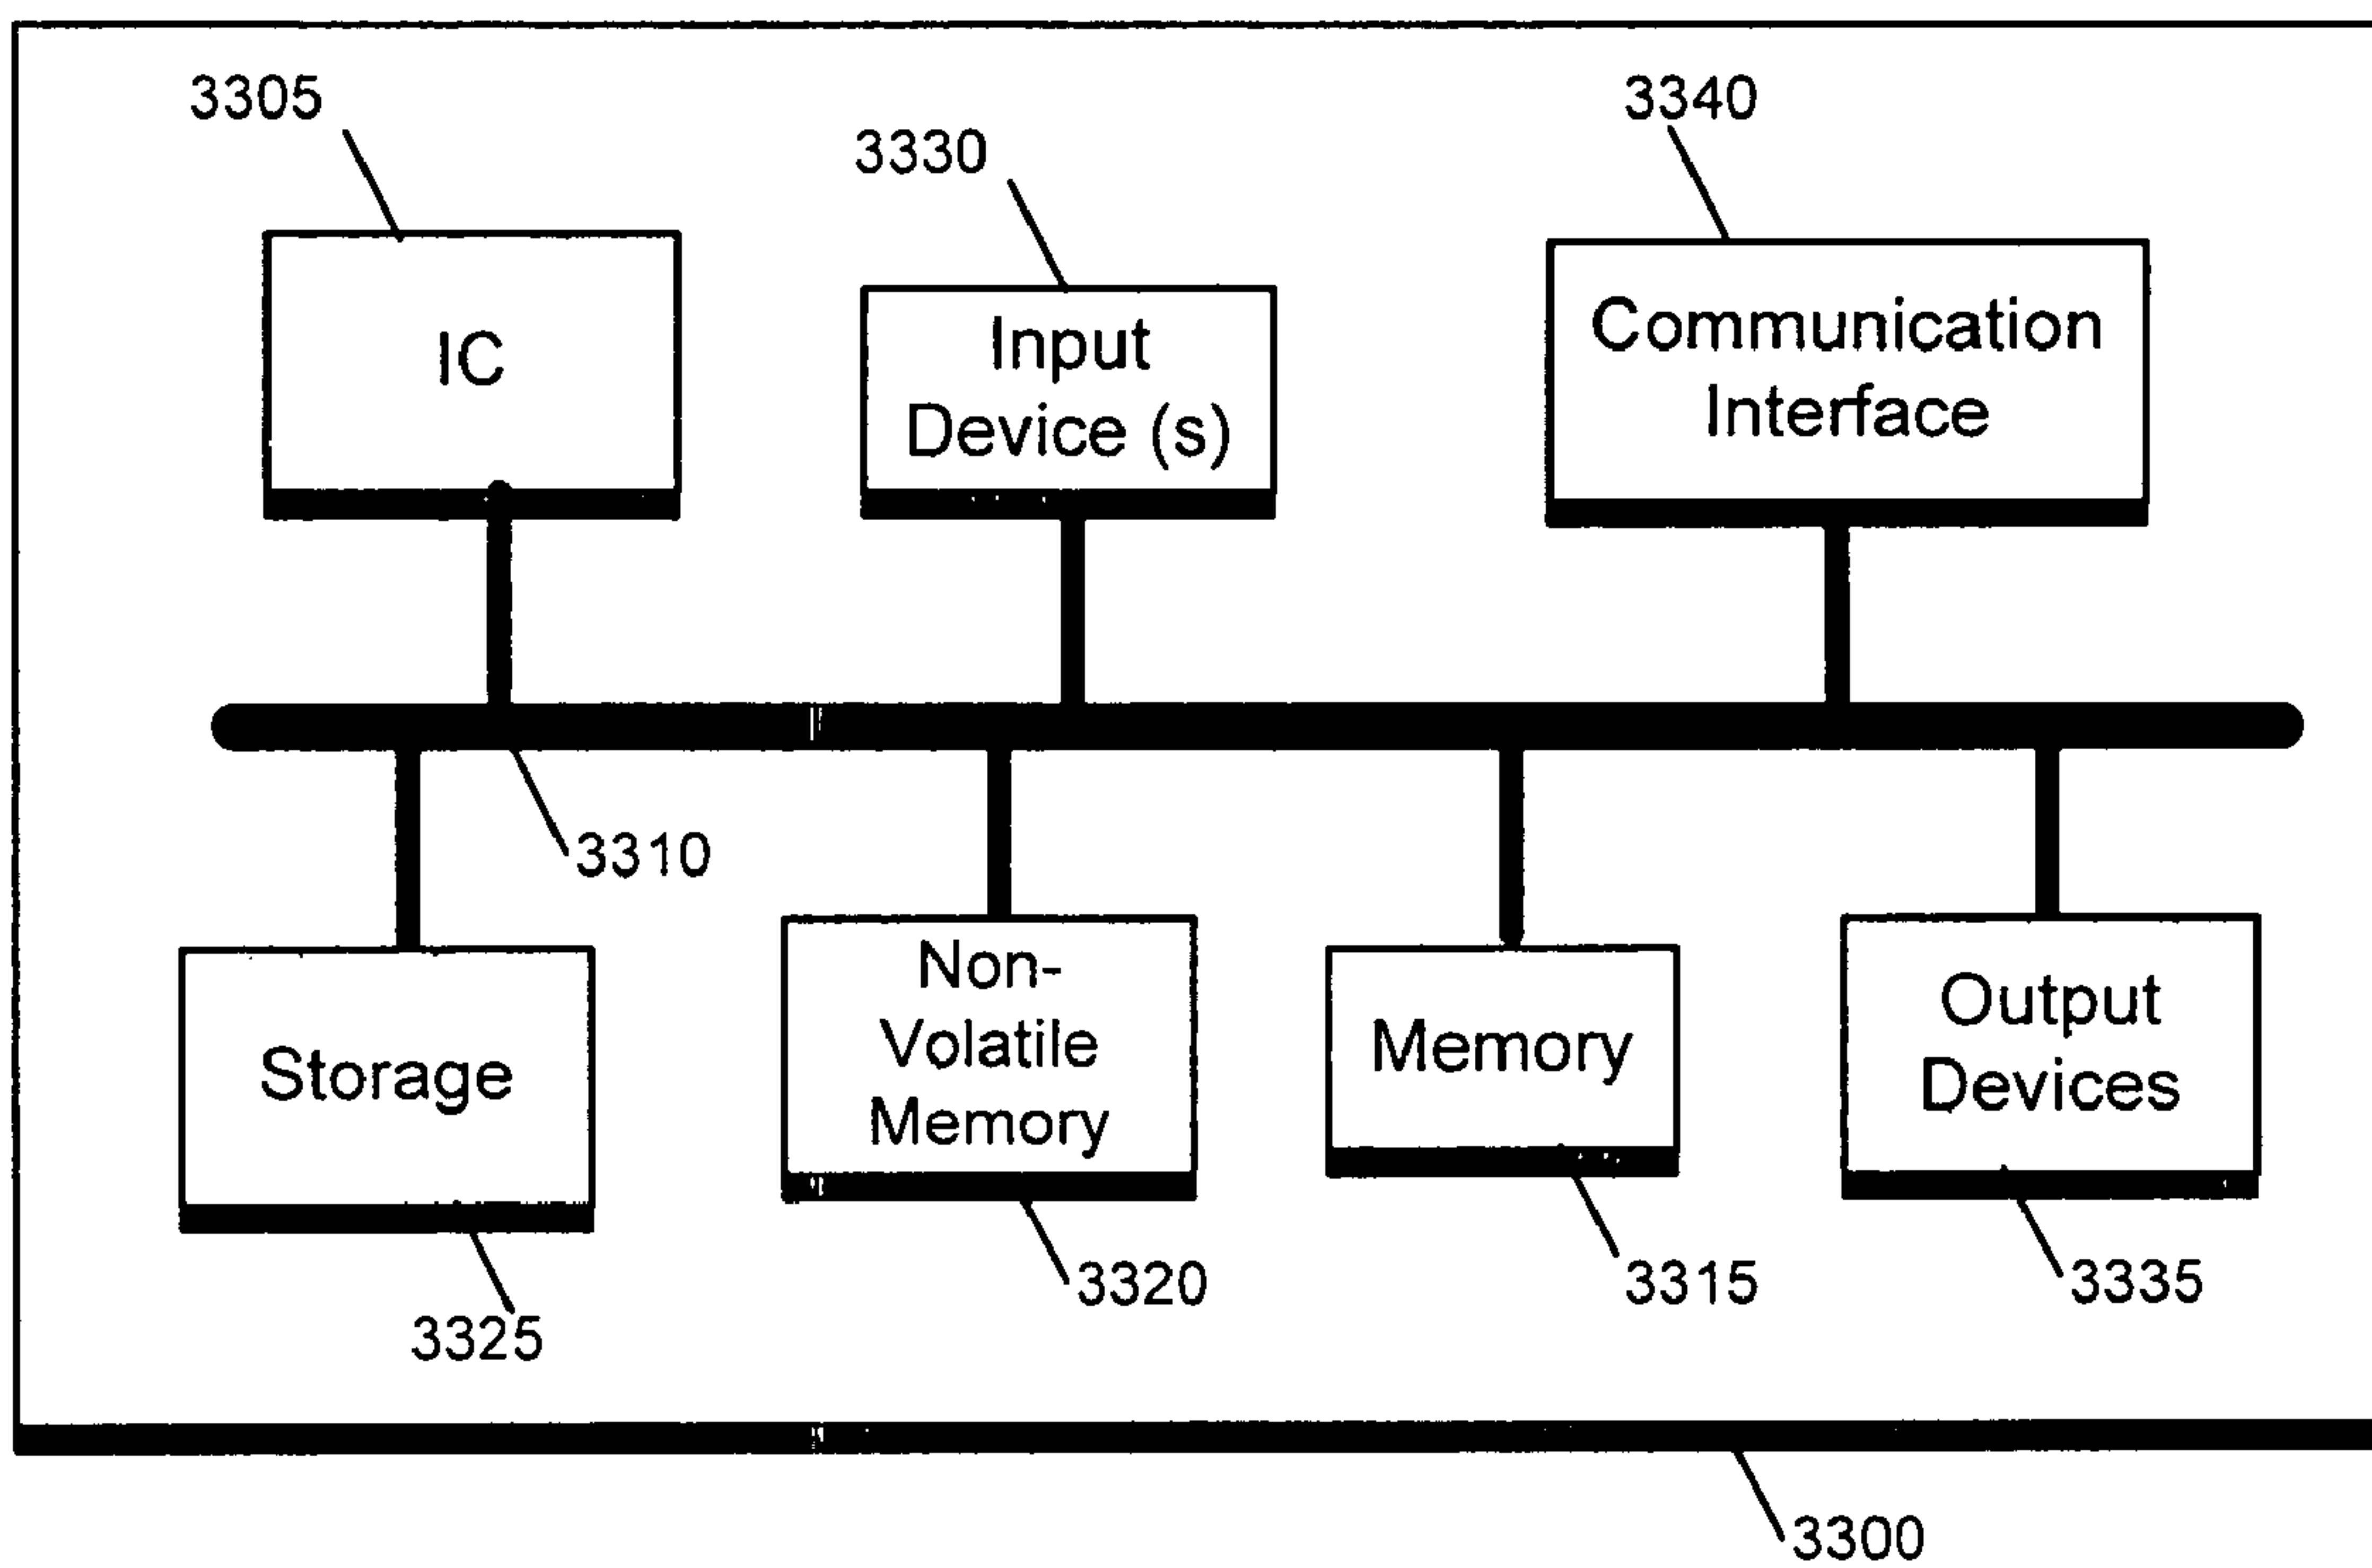 3305
3330
3340
IC
Input
Device (s)
Communication
Interface
3310
Storage
Non-
Volatile
Memory
Memory
Output
Devices
3325
3320
3315
3335
3300